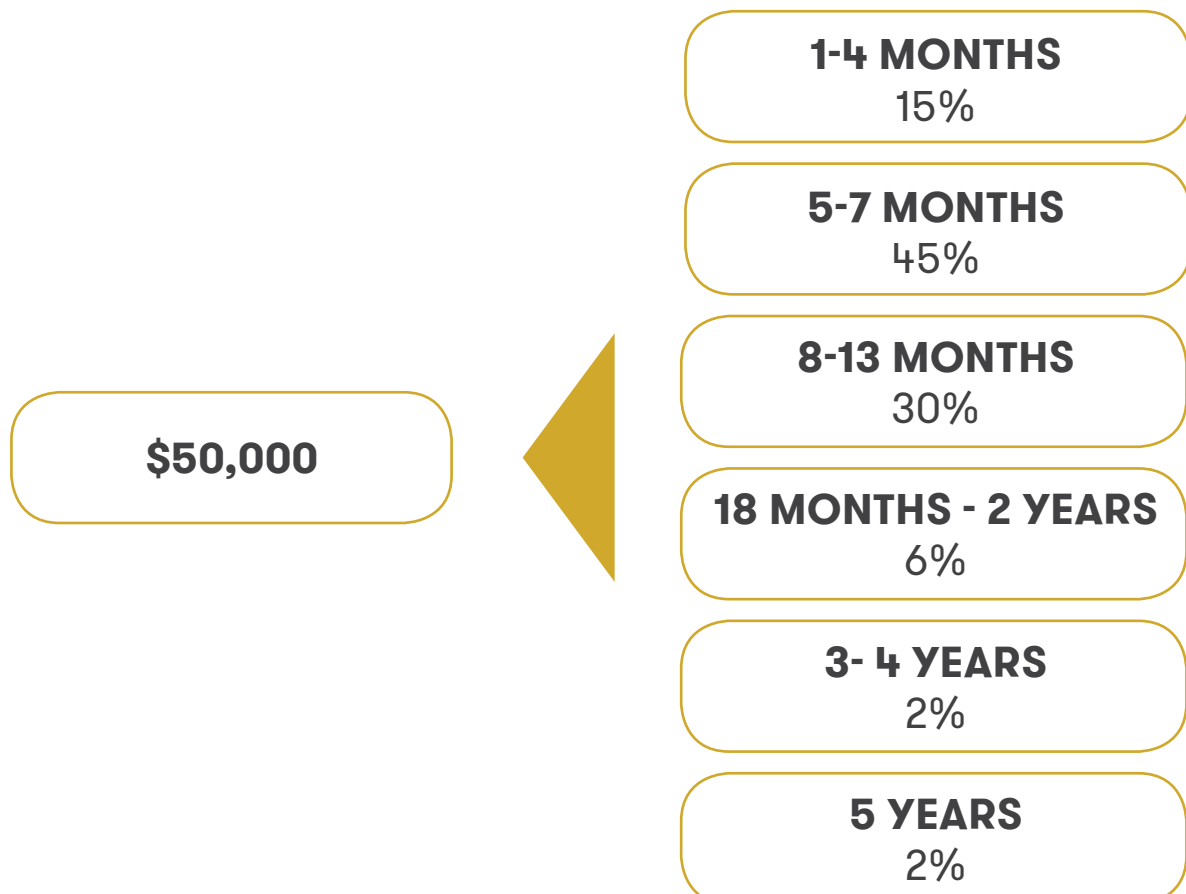 1-4 MONTHS
15%
5-7 MONTHS
45%
8-13 MONTHS
30%
$50,000
18 MONTHS - 2 YEARS
6%
3- 4 YEARS
2%
5 YEARS
2%